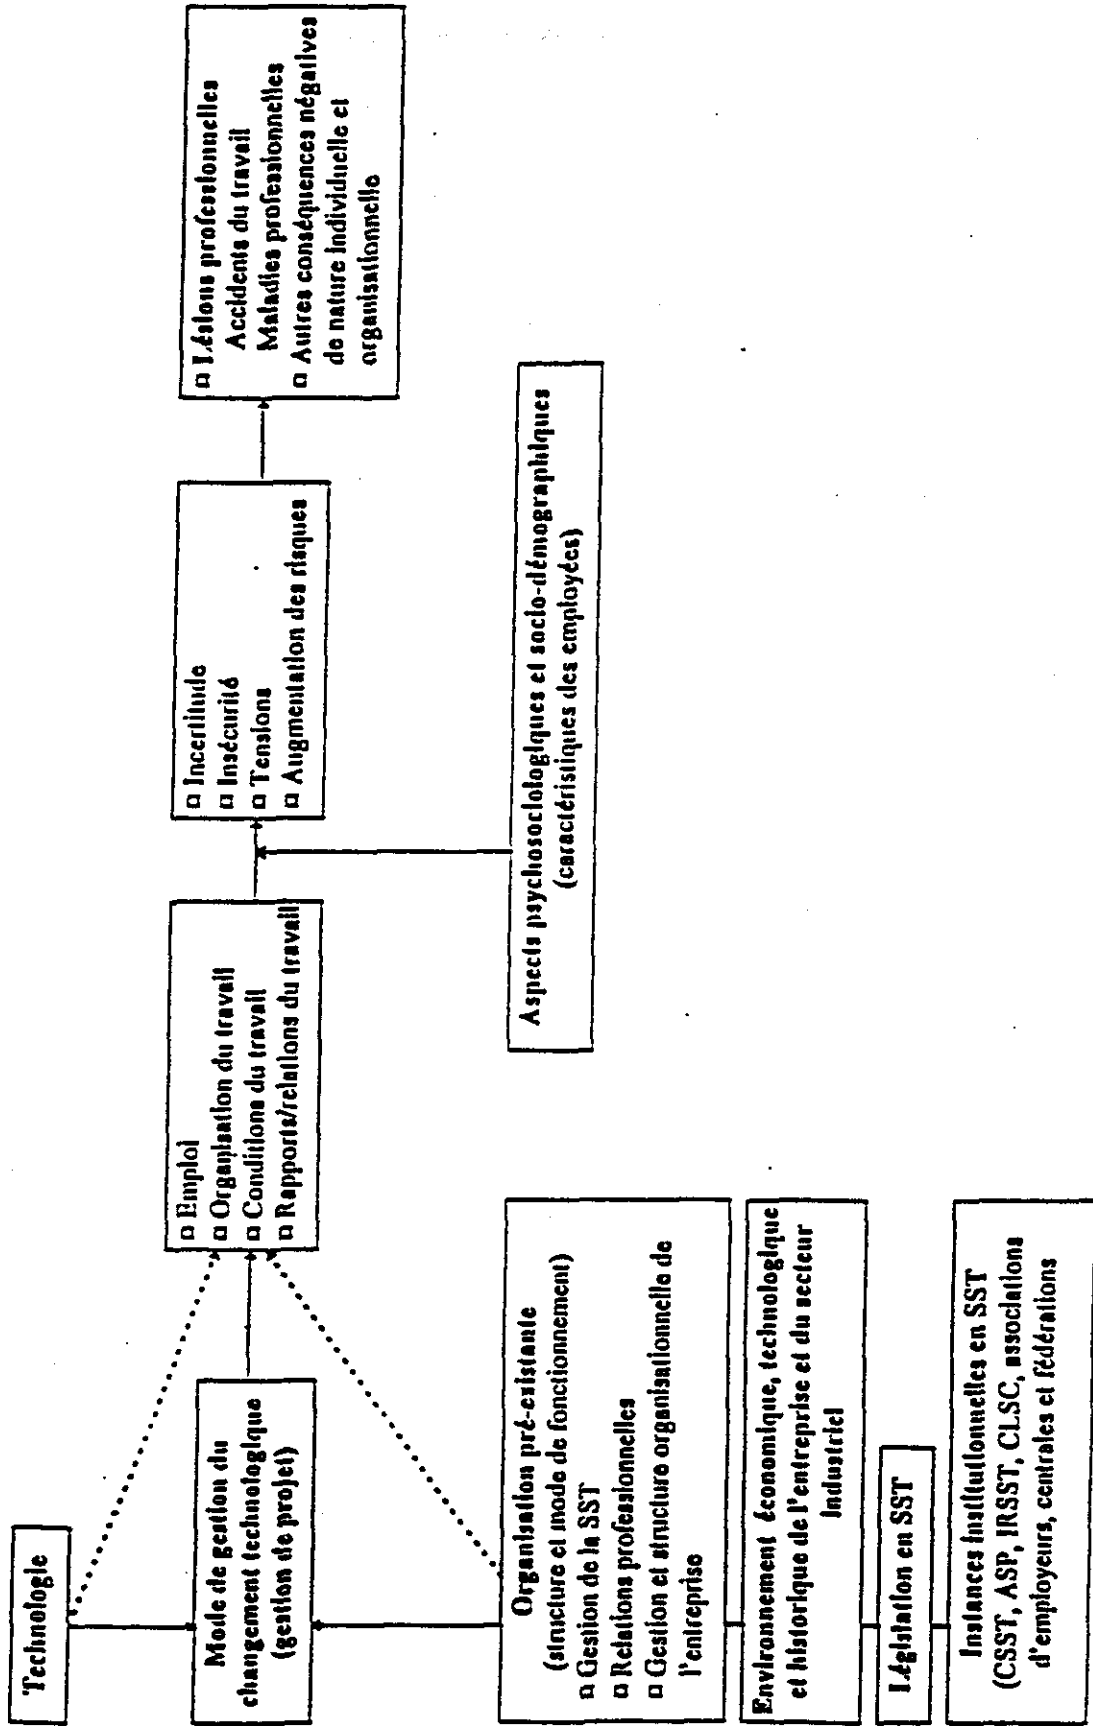 Technologie
Mode de gestion du
changement technologique
(gestion de projet)
Organisation pré-existante
(structure et mode de fonctionnement)
□ Gestion de la SST
□ Relations professionnelles
□ Gestion et structure organisationnelle de
l'entreprise
Environnement économique, technologique
et historique de l'entreprise et du secteur
industriel
Législation en SST
Instances institutionnelles en SST
(CSST, ASP, IRSST, CLSC, associations
d'employeurs, centrales et fédérations
□ Emploi
□ Organisation du travail
□ Conditions du travail
□ Rapports/relations du travail
Aspects psychosociologiques et socio-démographiques
(caractéristiques des employées)
□ Incertitude
□ Insécurité
□ Tensions
□ Augmentation des risques
□ Lésions professionnelles
Accidents du travail
Maladies professionnelles
□ Autres conséquences négatives
de nature individuelle et
organisationnelle